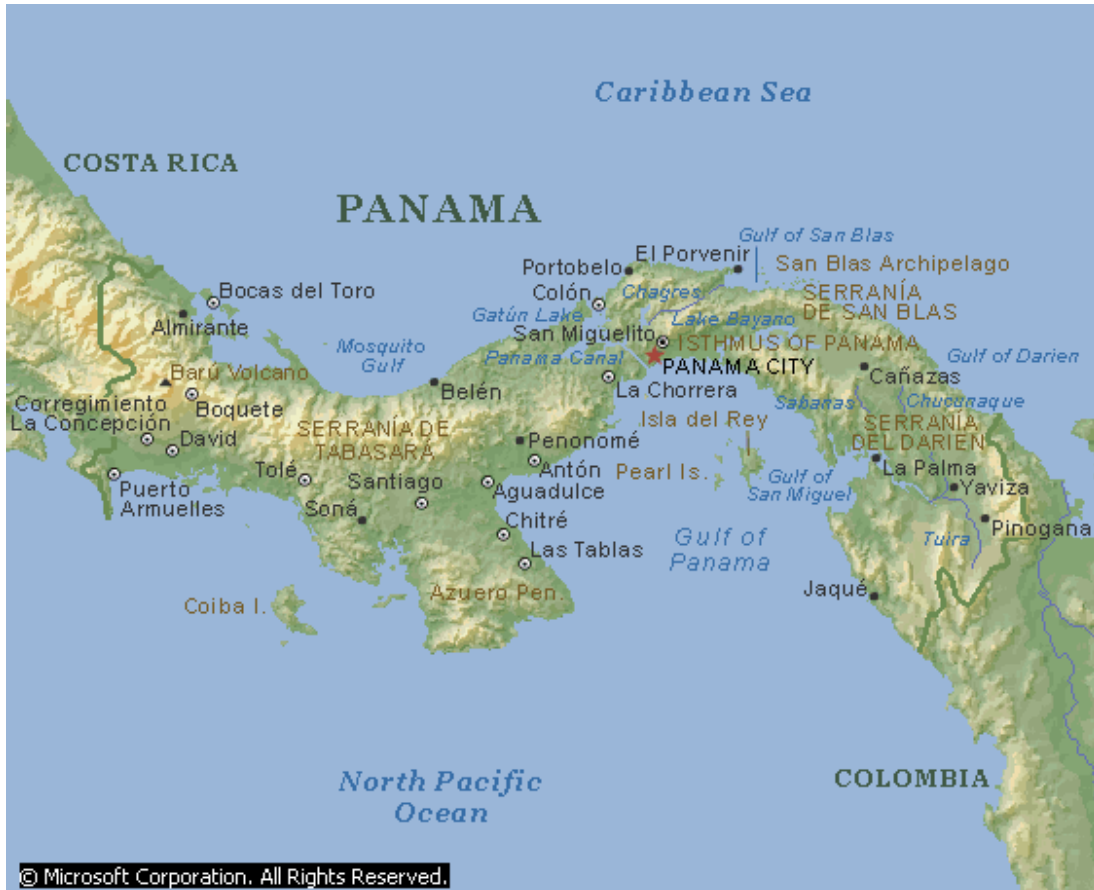 Caribbean Sea
COSTA RICA
PANAMA
Gulf of San Blas
El Porvenir
Portobelo
San Blas Archipelago
Bocas del Toro
Colón
Chagres
SERRANÍA
DE SAN BLAS
Almirante
Gatún Lake
Lake Bayano
San Miguelito
ISTHMUS OF PANAMA
Mosquito
Gulf
Panama Canal
PANAMA CITY
Gulf of Darien
Barú Volcano
Cañazas
Belén
La Chorrera
Corregimiento
La Concepción
Boquete
Sabanas
Chucunaque
Isla del Rey
SERRANÍA DE
TABASARÁ
SERRANÍA
DEL DARIEN
David
Penonomé
Tolé
Antón
Pearl Is.
La Palma
Santiago
Aguadulce
Gulf of
San Miguel
Yaviza
Puerto
Armuelles
Soná
Chitré
Pinogana
Gulf of
Panama
Tuira
Las Tablas
Azuero Pen.
Jaqué
Coiba I.
North Pacific
Ocean
COLOMBIA
© Microsoft Corporation. All Rights Reserved.